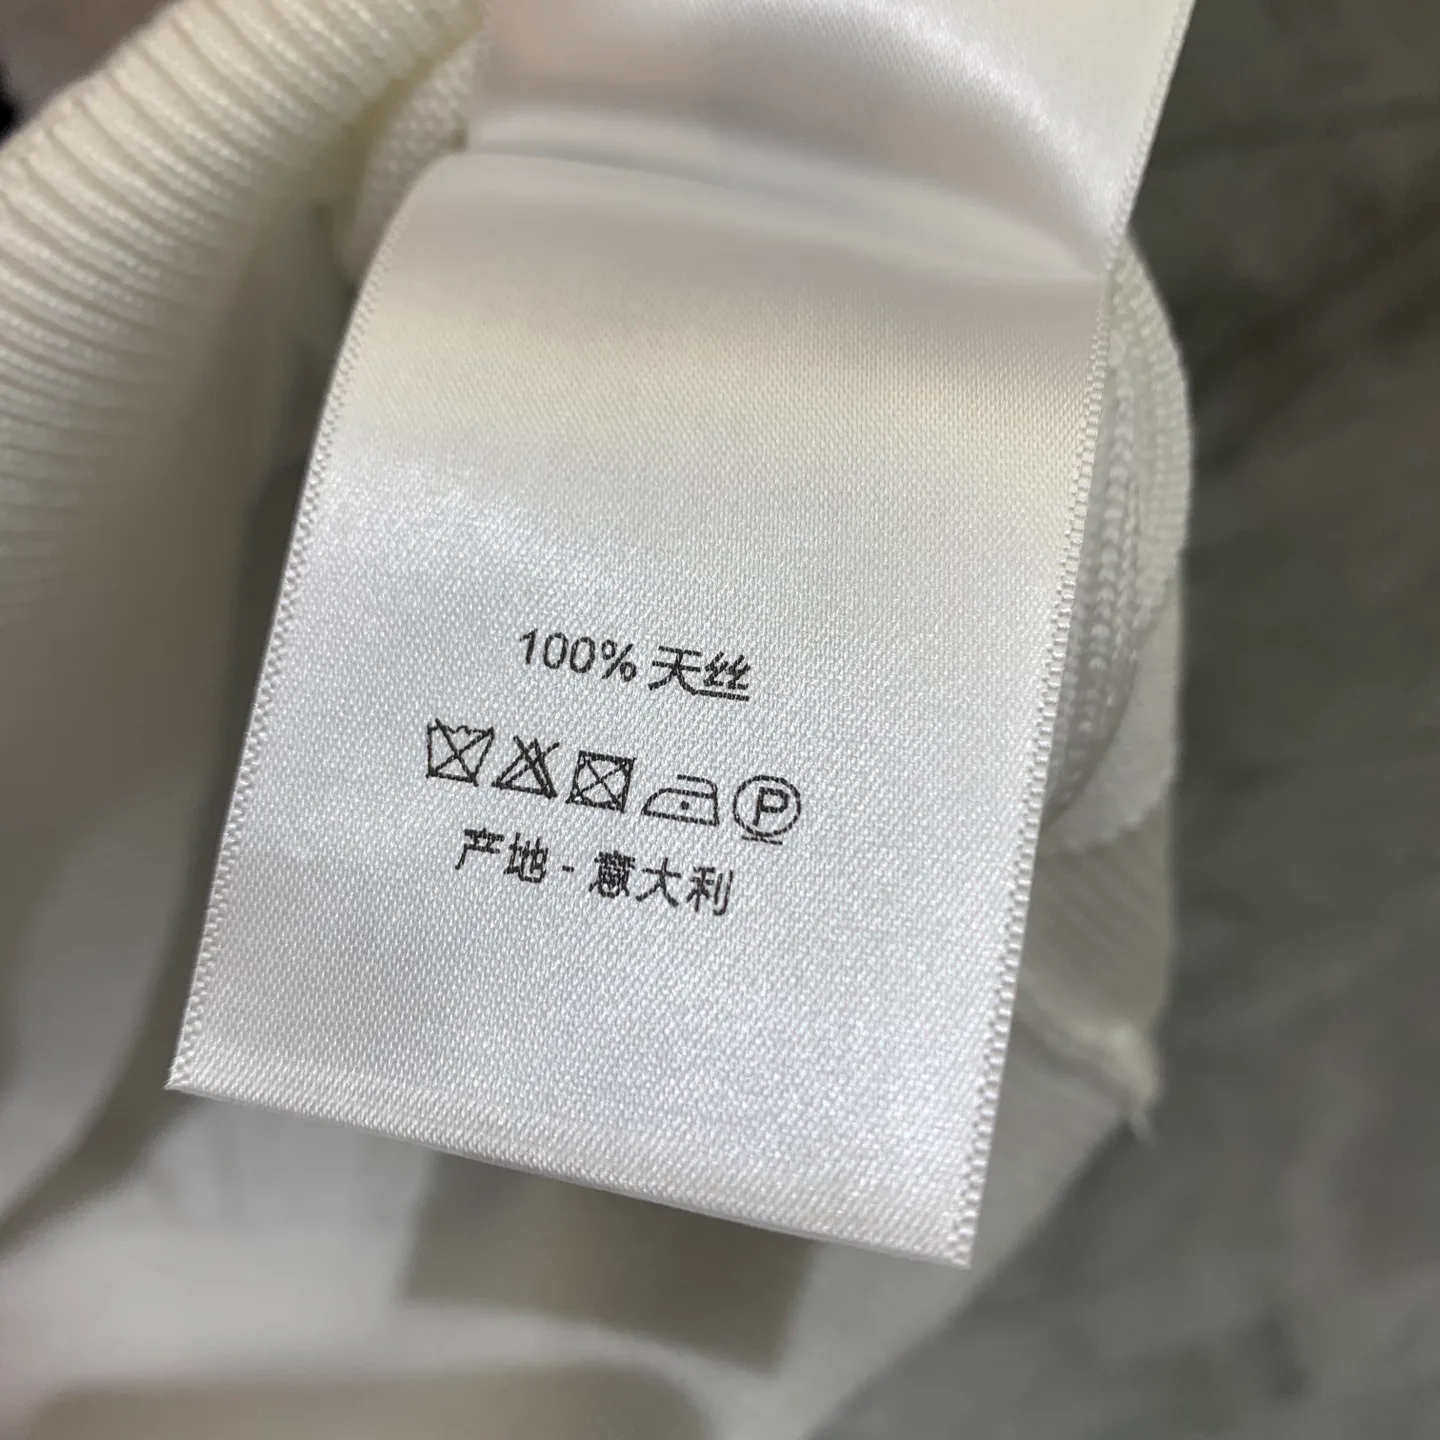 100% 天丝
P
产地 - 意大利